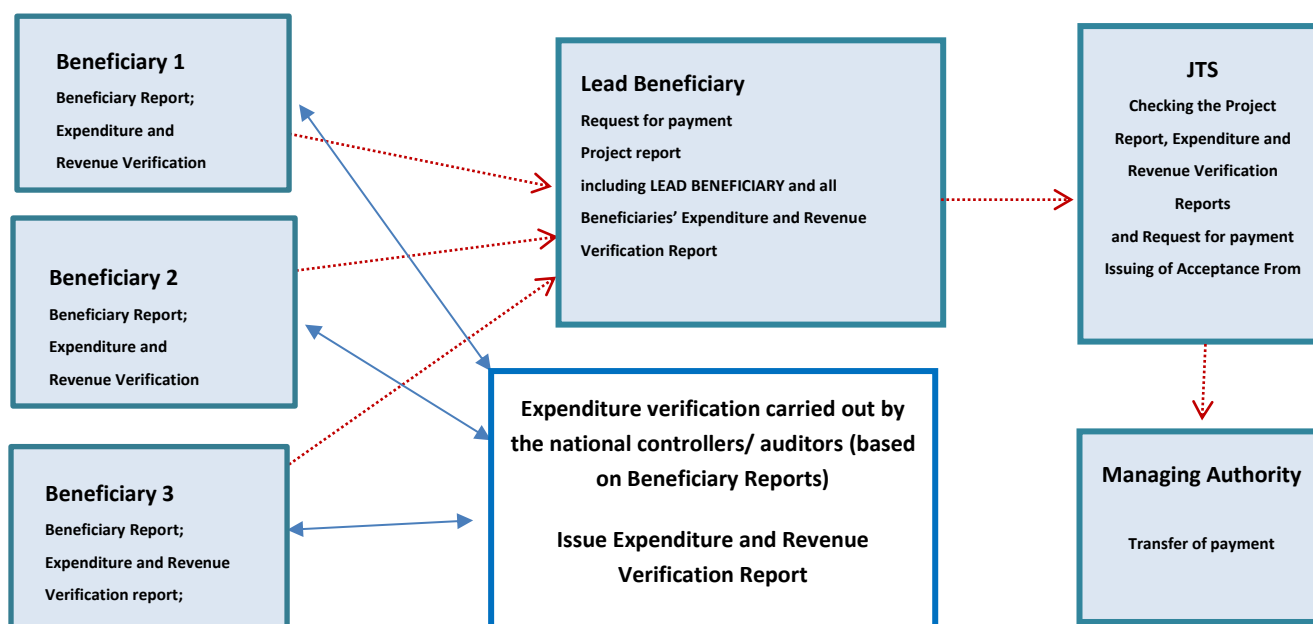 Beneficiary 1
Beneficiary Report;
Expenditure and
Revenue Verification
Beneficiary 2
Beneficiary Report;
Expenditure and
Revenue Verification
Beneficiary 3
Beneficiary Report;
Expenditure and Revenue
Verification report;
Lead Beneficiary
Request for payment
Project report
including LEAD BENEFICIARY and all
Beneficiaries’ Expenditure and Revenue
Verification Report
Expenditure verification carried out by
the national controllers/ auditors (based
on Beneficiary Reports)
Issue Expenditure and Revenue
Verification Report
JTS
Checking the Project
Report, Expenditure and
Revenue Verification
Reports
and Request for payment
Issuing of Acceptance From
Managing Authority
Transfer of payment